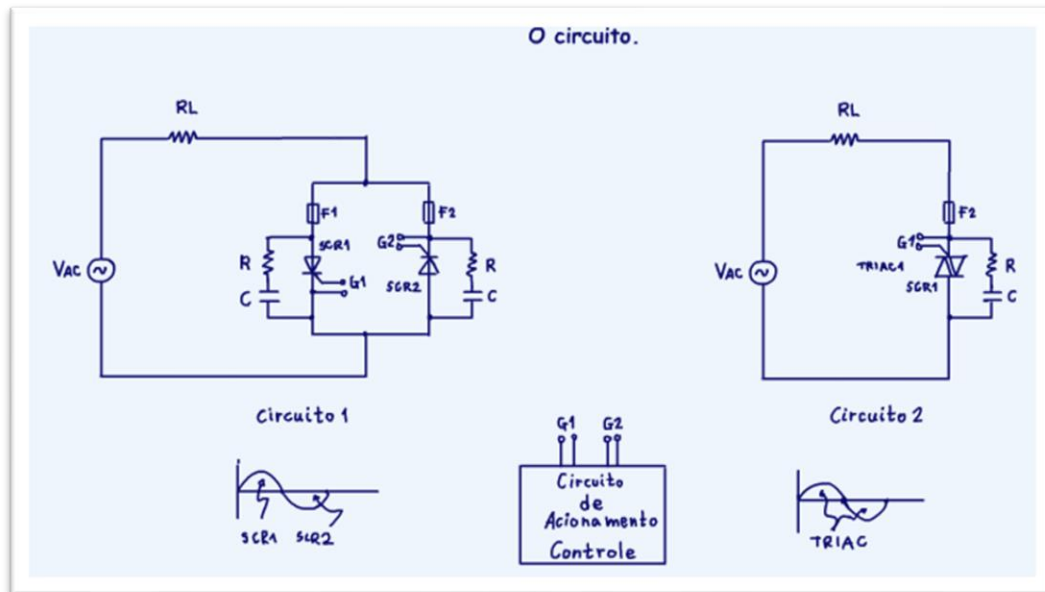 O circuito.
RL
F1
F2
SCR1
G2
R
G1
VAC
SCR2
R
C
C
Circuito 1
SCR1 SCR2
G1 G2
Circuito
de
Acionamento
Controle
RL
F2
G1
TRIAC1
R
VAC
SCR1
C
Circuito 2
TRIAC